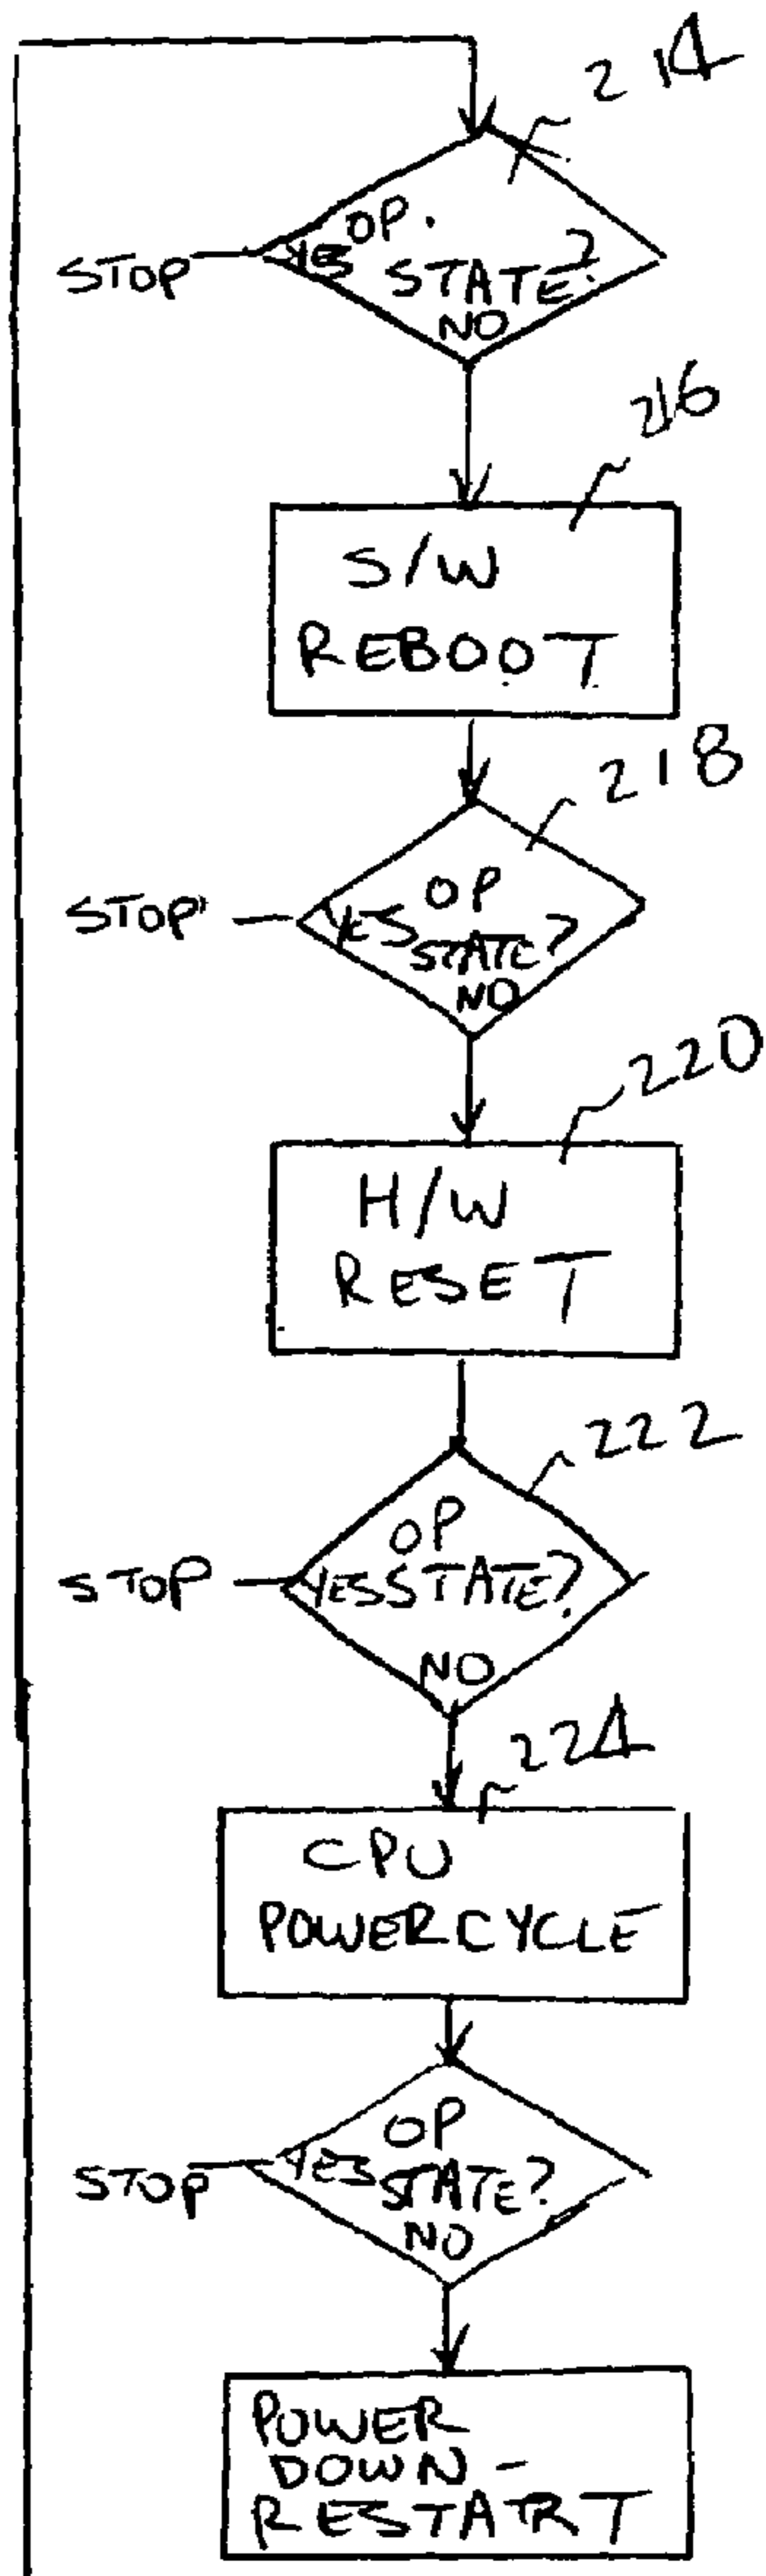 214
OP.
STOP YES STATE?
NO
216
S/W
REBOOT
218
OP
STOP YES STATE?
NO
220
H/W
RESET
222
OP
STOP YES STATE?
NO
224
CPU
POWERCYCLE
OP
STOP YES STATE?
NO
POWER
DOWN -
RESTART